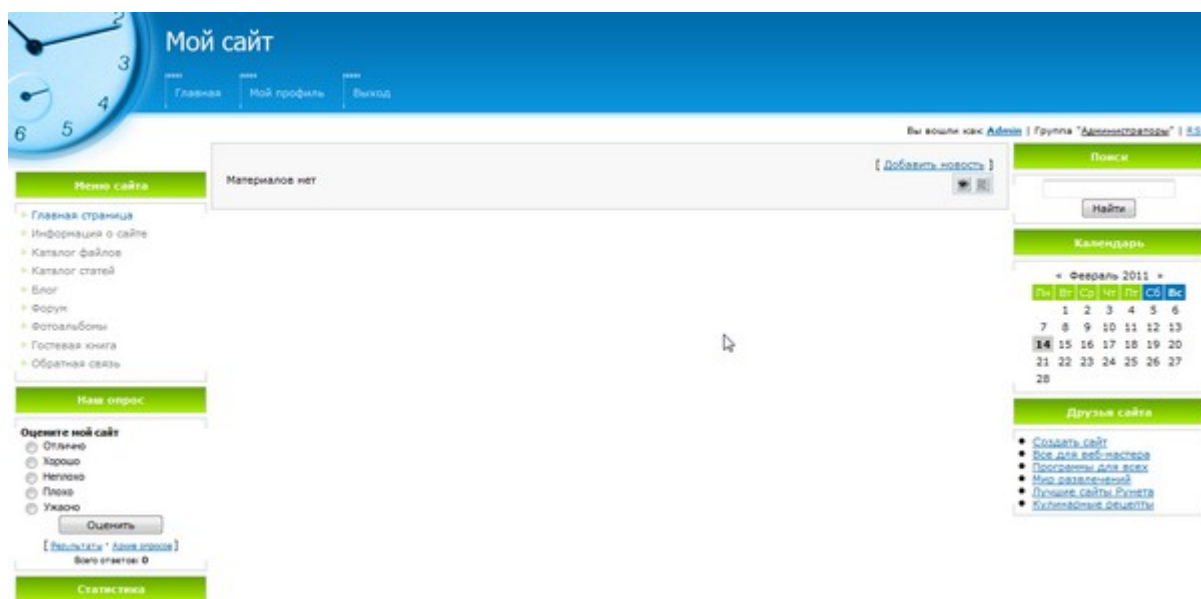 2
3
4
5
6
Мой сайт
Главная Мой профиль Выход
Вы вошли как Admin | Группа "Администраторы" |
Меню сайта
Главная страница
Информация о сайте
Каталог файлов
Каталог статей
Блог
Форум
Фотоальбомы
Гостевая книга
Обратная связь
Наш опрос
Оцените мой сайт
Отлично
Хорошо
Неплохо
Плохо
Ужасно
Оценить
[ Результаты · Архив опросов ]
Всего ответов: 0
Статистика
[ Добавить новость ]
Материалов нет
Поиск
Найти
Календарь
« Февраль 2011 »
Пн Вт Ср Чт Пт Сб Вс
1 2 3 4 5 6
7 8 9 10 11 12 13
14 15 16 17 18 19 20
21 22 23 24 25 26 27
28
Друзья сайта
Создать сайт
Все для веб-мастера
Программы для всех
Мир развлечений
Лучшие сайты Рунета
Кулинарные рецепты